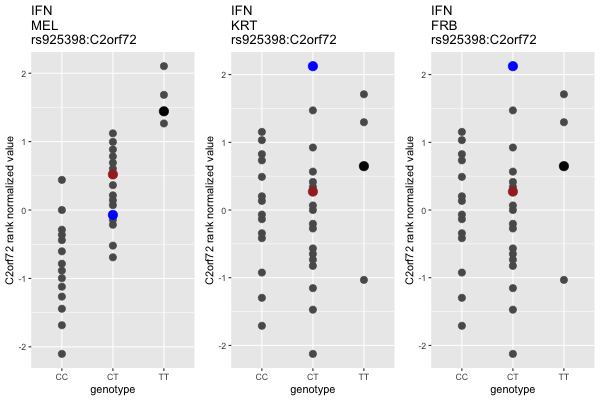 IFN
MEL
rs925398:C2orf72
C2orf72 rank normalized value
2
1
0
-1
-2
CC CT TT
genotype
IFN
KRT
rs925398:C2orf72
C2orf72 rank normalized value
2
1
0
-1
-2
CC CT TT
genotype
IFN
FRB
rs925398:C2orf72
C2orf72 rank normalized value
2
1
0
-1
-2
CC CT TT
genotype